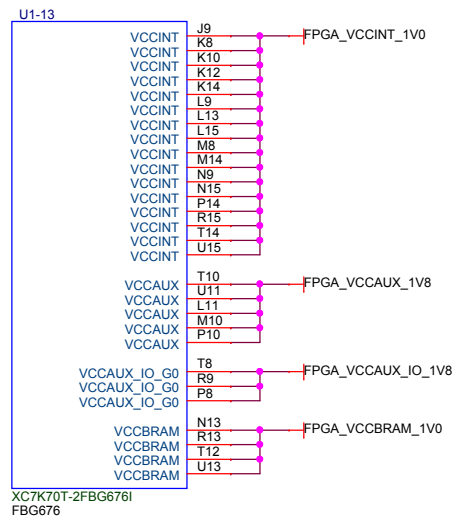 U1-13
VCCINT J9 FPGA_VCCINT_1V0
VCCINT K8
VCCINT K10
VCCINT K12
VCCINT K14
VCCINT L9
VCCINT L13
VCCINT L15
VCCINT M8
VCCINT M14
VCCINT N9
VCCINT N15
VCCINT P14
VCCINT R15
VCCINT T14
VCCINT U15
VCCAUX T10 FPGA_VCCAUX_1V8
VCCAUX U11
VCCAUX L11
VCCAUX M10
VCCAUX P10
VCCAUX_IO_G0 T8 FPGA_VCCAUX_IO_1V8
VCCAUX_IO_G0 R9
VCCAUX_IO_G0 P8
VCCBRAM N13 FPGA_VCCBRAM_1V0
VCCBRAM R13
VCCBRAM T12
VCCBRAM U13
XC7K70T-2FBG676I
FBG676